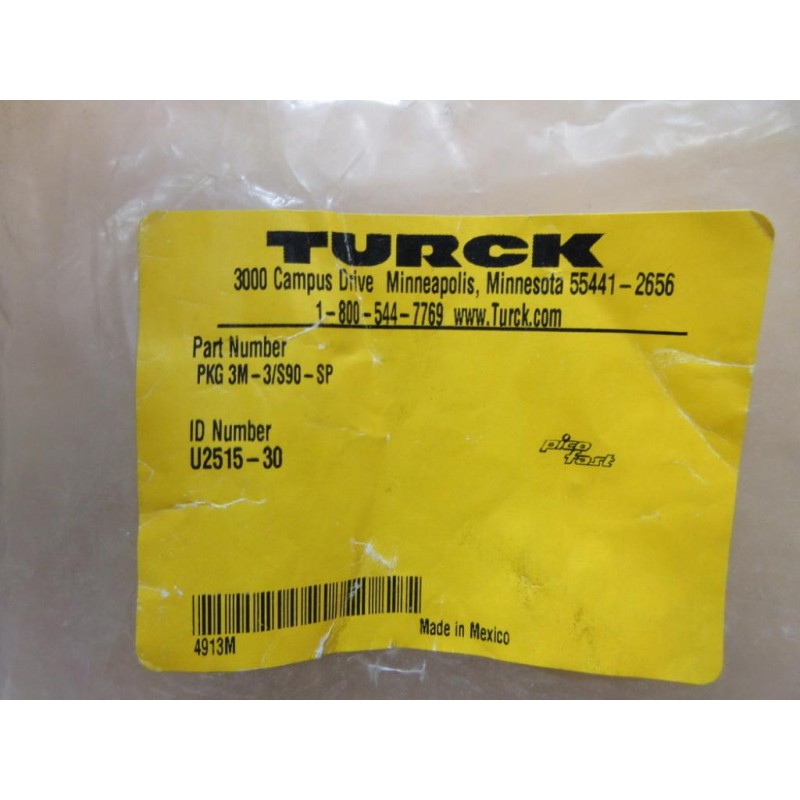 TURCK
3000 Campus Drive Minneapolis, Minnesota 55441-2656
1-800-544-7769 www.Turck.com
Part Number
PKG 3M-3/S90-SP
ID Number
U2515-30
pico
fast
4913M
Made in Mexico